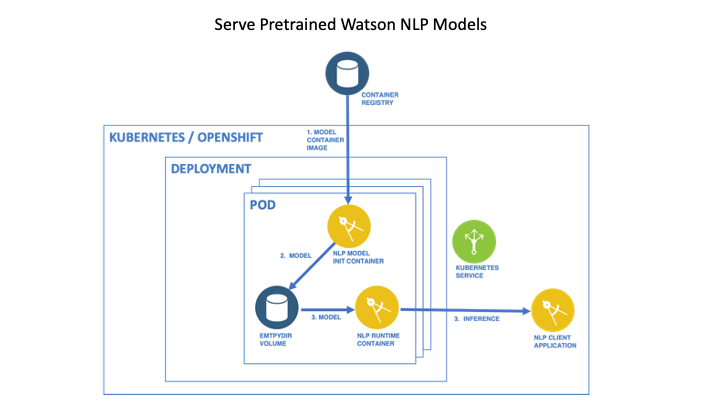 Serve Pretrained Watson NLP Models
CONTAINER
REGISTRY
KUBERNETES / OPENSHIFT
1. MODEL
CONTAINER
IMAGE
DEPLOYMENT
POD
NLP MODEL
INIT CONTAINER
2. MODEL
KUBERNETES
SERVICE
EMTPYDIR
VOLUME
3. MODEL
NLP RUNTIME
CONTAINER
3. INFERENCE
NLP CLIENT
APPLICATION